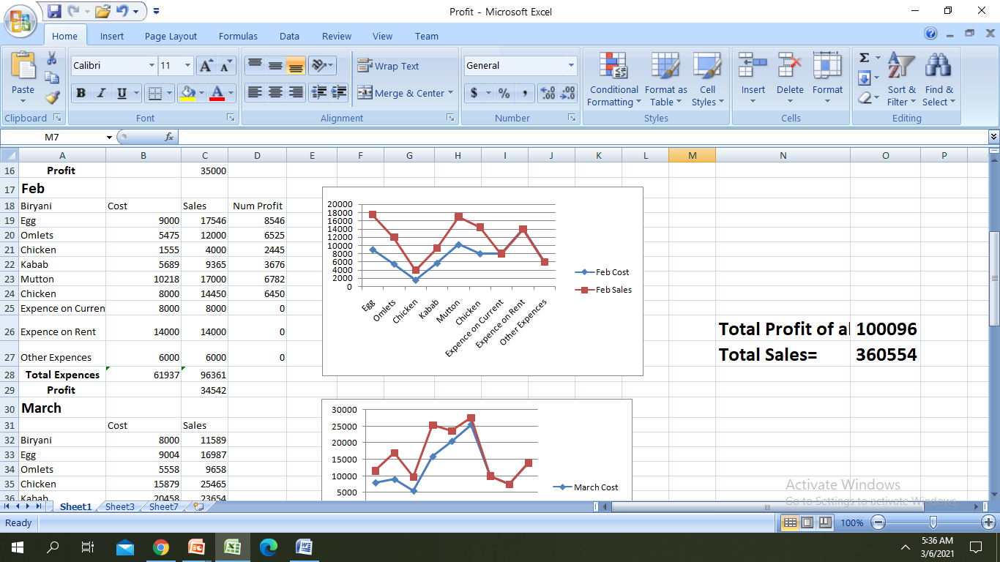 Profit - Microsoft Excel
Home Insert Page Layout Formulas Data Review View Team
Calibri 11 Wrap Text General
Paste Merge & Center $ % , Conditional Formatting Format as Table Cell Styles Insert Delete Format Σ Sort & Filter Find & Select
B I U A
Clipboard Font Alignment Number Styles Cells Editing
M7 fx
A B C D E F G H I J K L M N O P
16 Profit 35000
17 Feb
18 Biryani Cost Sales Num Profit
19 Egg 9000 17546 8546
20 Omlets 5475 12000 6525
21 Chicken 1555 4000 2445
22 Kabab 5689 9365 3676
23 Mutton 10218 17000 6782
24 Chicken 8000 14450 6450
25 Expence on Curren 8000 8000 0
26 Expence on Rent 14000 14000 0
27 Other Expences 6000 6000 0
28 Total Expences 61937 96361
29 Profit 34542
30 March
31 Cost Sales
32 Biryani 8000 11589
33 Egg 9004 16987
34 Omlets 5558 9658
35 Chicken 15879 25465
36 Kabab 20458 23654
20000
18000
16000
14000
12000
10000
8000
6000
4000
2000
0
Egg
Omlets
Chicken
Kabab
Mutton
Chicken
Expence on Current
Expence on Rent
Other Expences
Feb Cost
Feb Sales
30000
25000
20000
15000
10000
5000
March Cost
Total Profit of al 100096
Total Sales= 360554
Activate Windows
Go to Settings to activate Windows.
Sheet1 Sheet3 Sheet7
Ready 100%
5:36 AM
3/6/2021